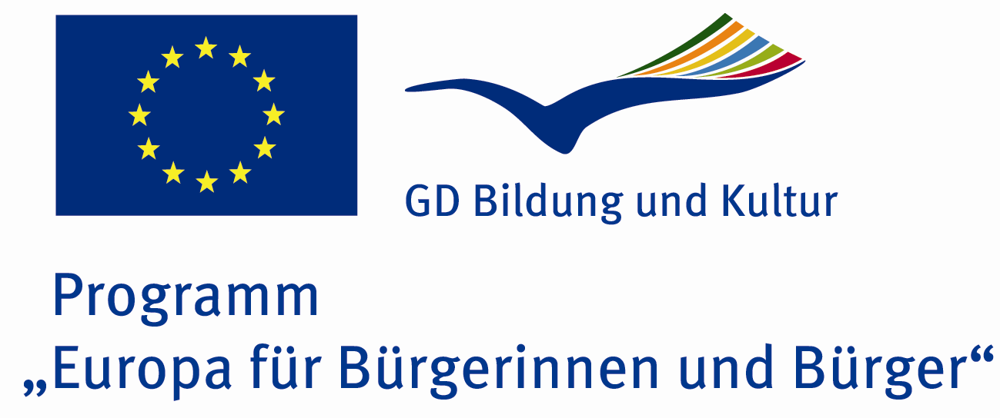 GD Bildung und Kultur
Programm
„Europa für Bürgerinnen und Bürger“